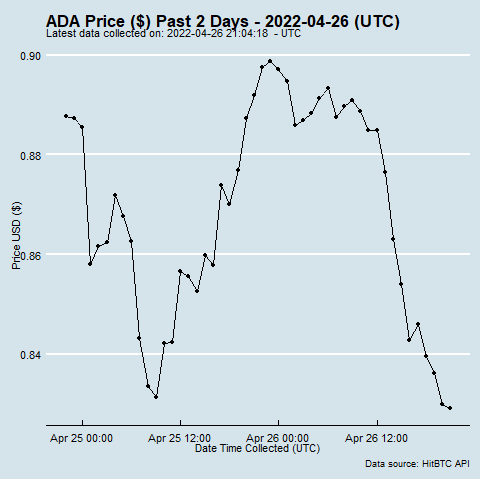 ADA Price ($) Past 2 Days - 2022-04-26 (UTC)
Latest data collected on: 2022-04-26 21:04:18  - UTC
0.90
0.88
0.86
0.84
Price USD ($)
Apr 25 00:00 Apr 25 12:00 Apr 26 00:00 Apr 26 12:00
Date Time Collected (UTC)
Data source: HitBTC API